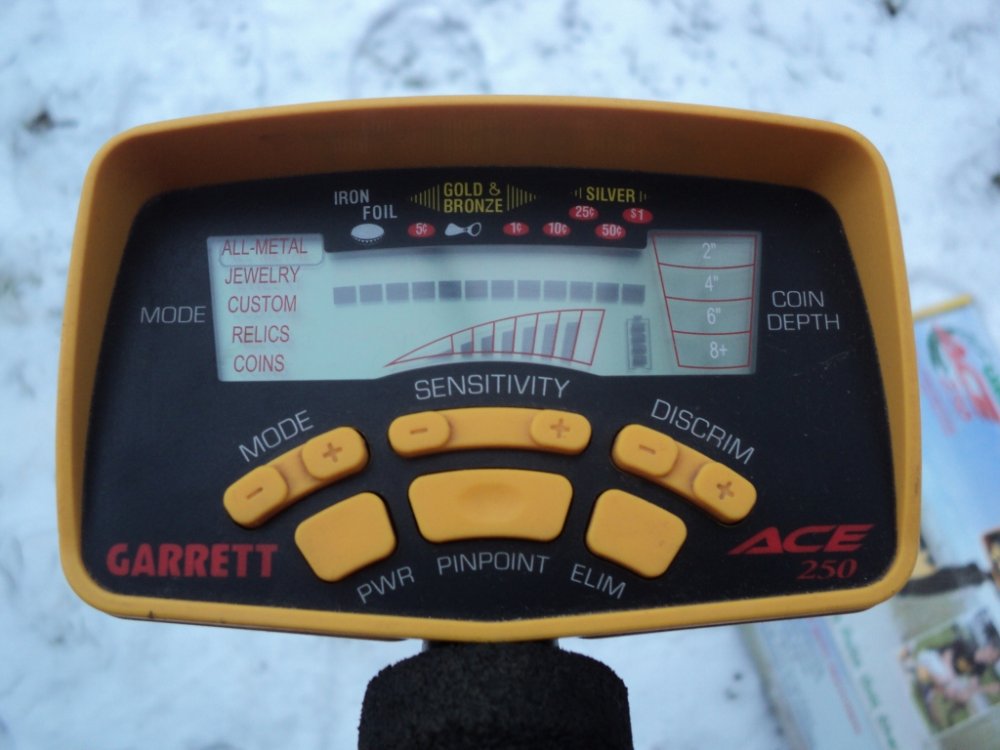 IRON
FOIL
GOLD &
BRONZE
SILVER
5¢
1¢
10¢
25¢
50¢
$1
MODE
ALL-METAL
JEWELRY
CUSTOM
RELICS
COINS
2"
4"
6"
8+
COIN
DEPTH
SENSITIVITY
MODE
DISCRIM
- +
- +
- +
GARRETT
PWR
PINPOINT
ELIM
ACE
250